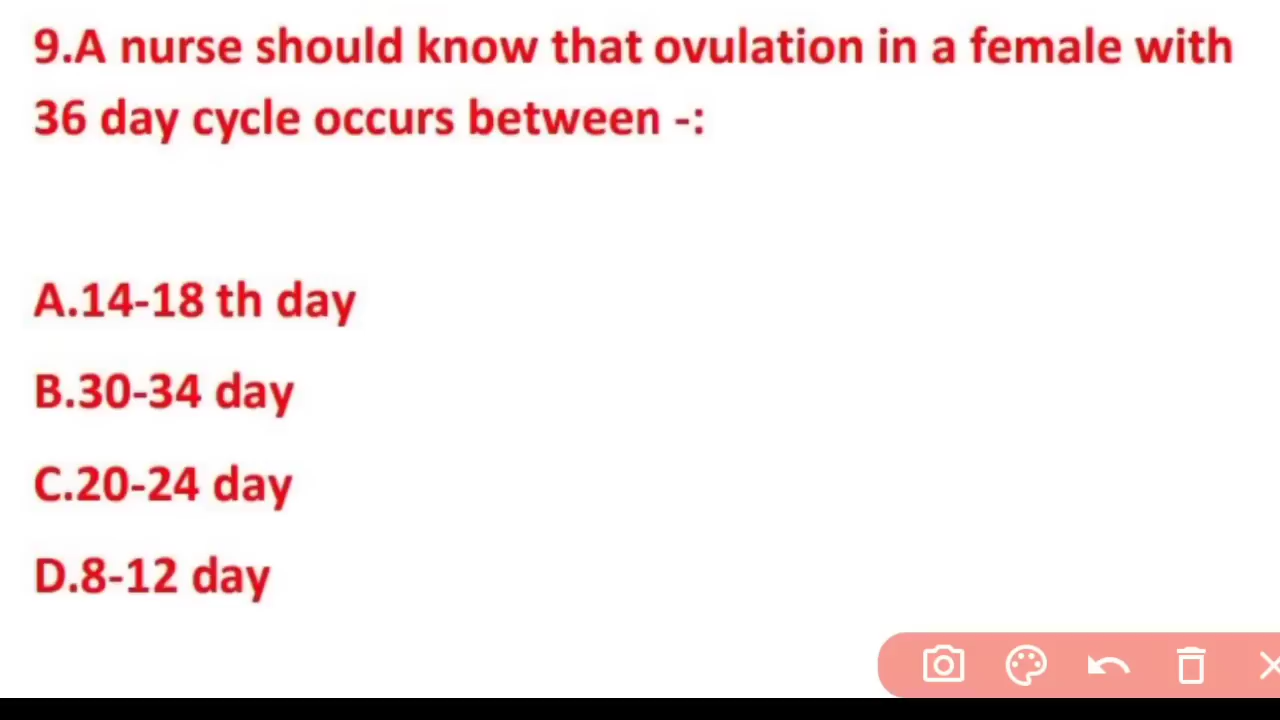 9.A nurse should know that ovulation in a female with
36 day cycle occurs between -:
A.14-18 th day
B.30-34 day
C.20-24 day
D.8-12 day